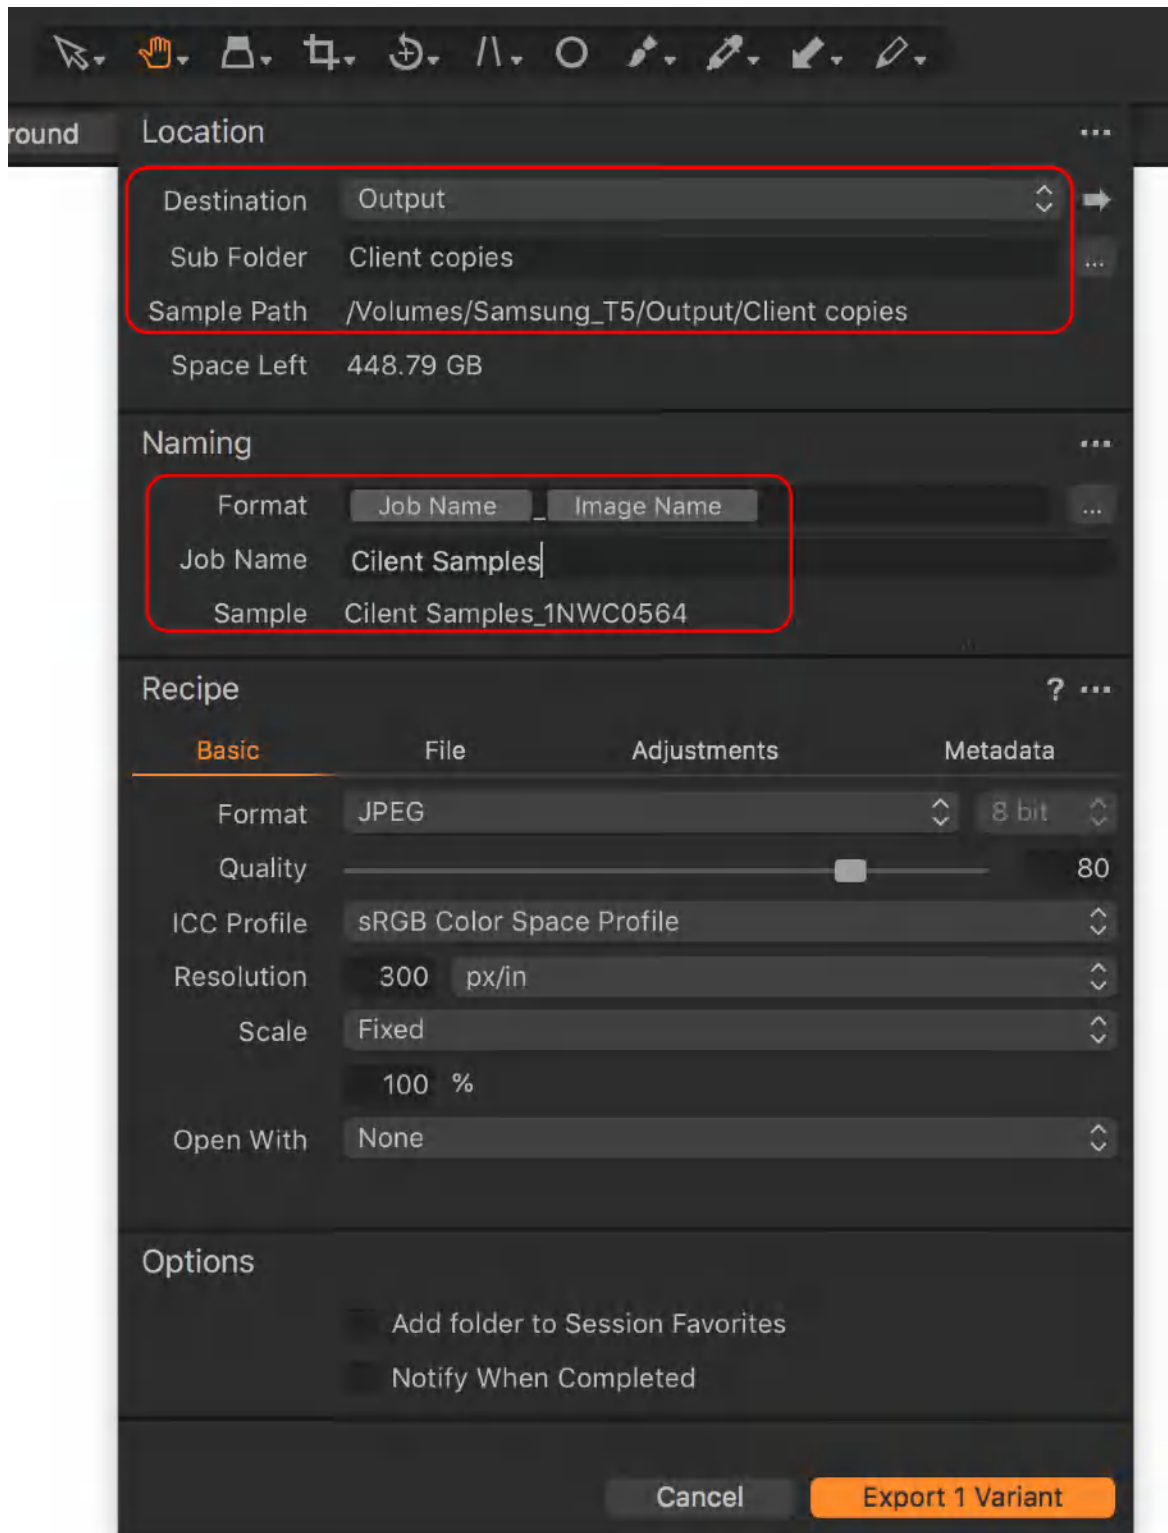 round
Location ...
Destination Output
Sub Folder Client copies ...
Sample Path /Volumes/Samsung_T5/Output/Client copies
Space Left 448.79 GB
Naming ...
Format Job Name _ Image Name ...
Job Name Cilent Samples
Sample Cilent Samples_1NWC0564
Recipe ? ...
Basic File Adjustments Metadata
Format JPEG 8 bit
Quality 80
ICC Profile sRGB Color Space Profile
Resolution 300 px/in
Scale Fixed
100 %
Open With None
Options
Add folder to Session Favorites
Notify When Completed
Cancel Export 1 Variant